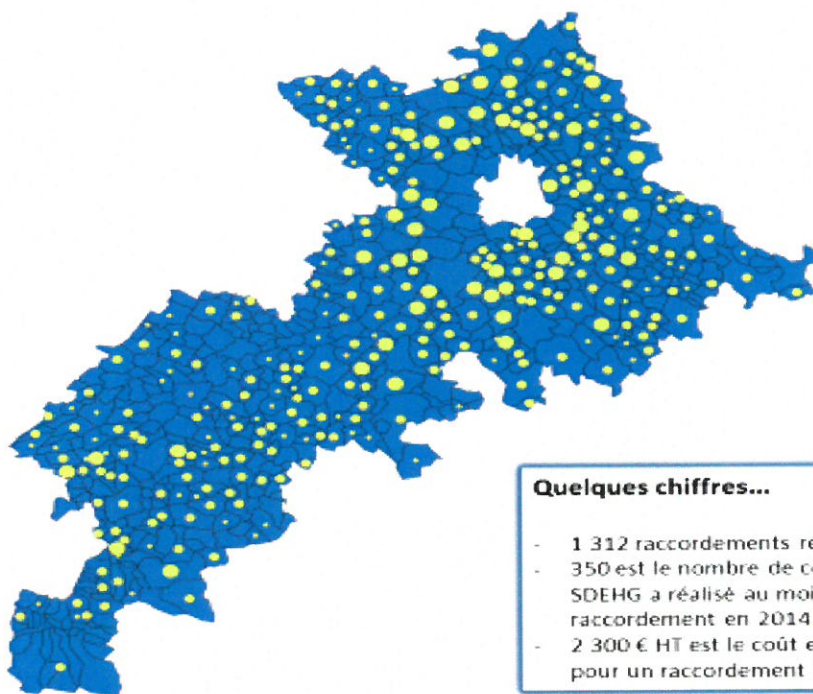 Quelques chiffres...
- 1 312 raccordements
- 350 est le nombre de
SDEHG a réalisé au
raccordement en 2014
- 2 300 € HT est le coût
pour un raccordement